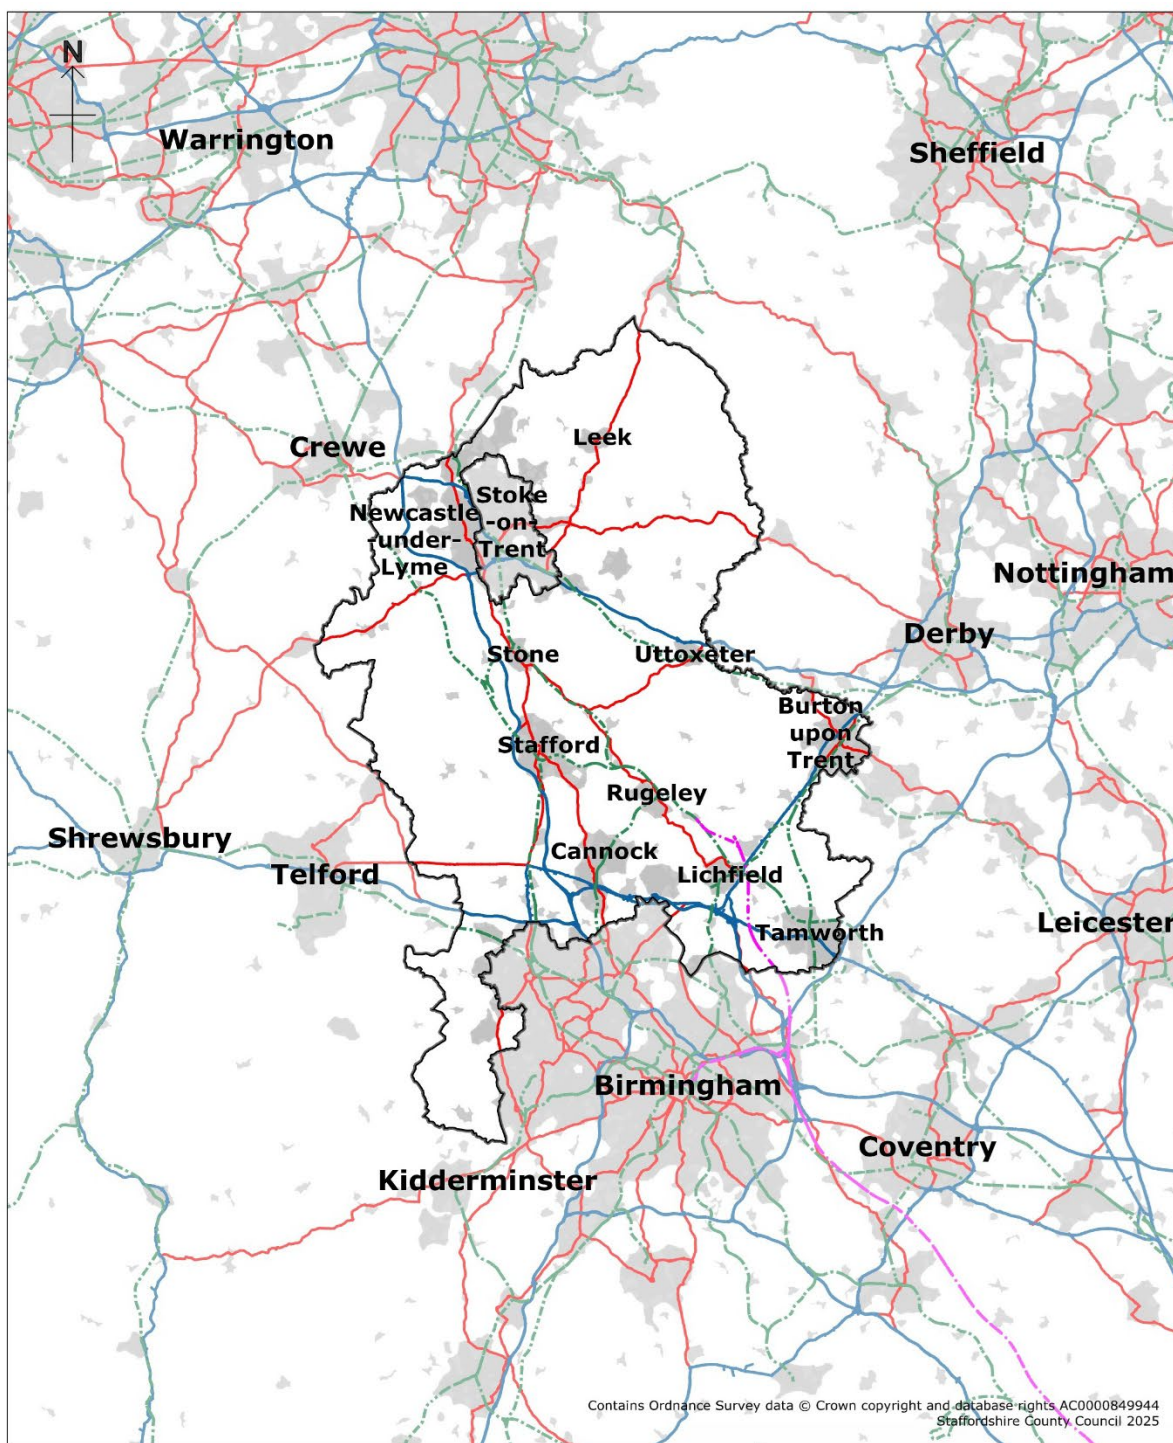 N
Warrington
Sheffield
Leek
Crewe
Stoke
-on-
Trent
Newcastle
-under-
Lyme
Nottingham
Derby
Stone
Uttoxeter
Burton
upon
Trent
Stafford
Rugeley
Shrewsbury
Cannock
Telford
Lichfield
Leicester
Tamworth
Birmingham
Coventry
Kidderminster
Contains Ordnance Survey data © Crown copyright and database rights AC0000849944
Staffordshire County Council 2025